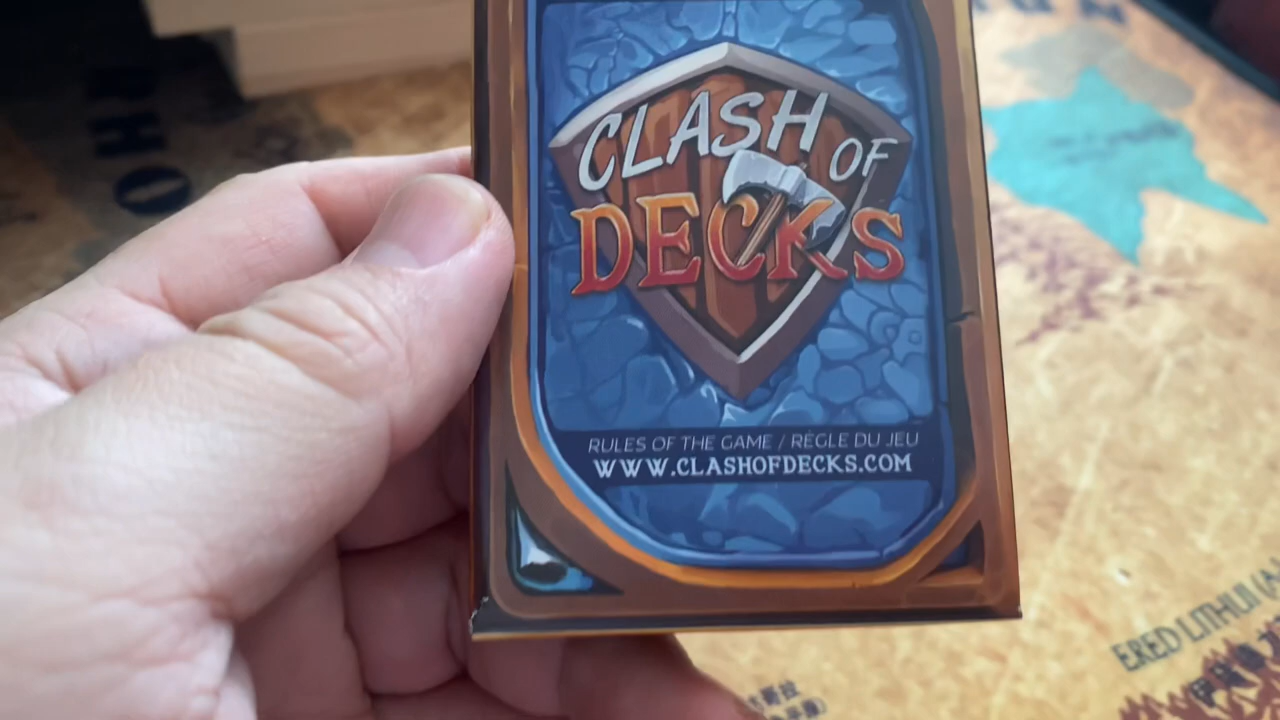 CLASH OF
DECKS
RULES OF THE GAME / RÈGLE DU JEU
WWW.CLASHOFDECKS.COM
ERED LITHUI (A